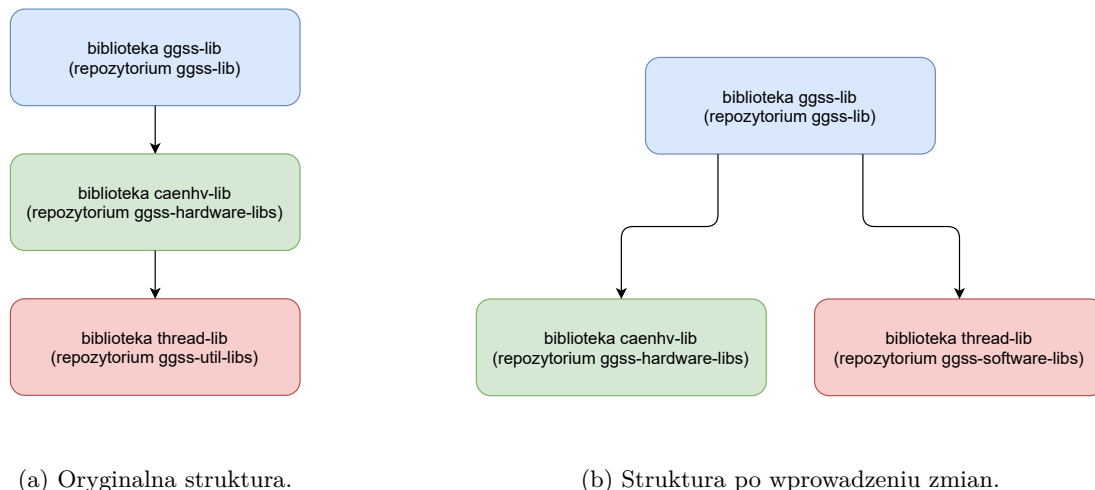 biblioteka ggss-lib
(repozytorium ggss-lib)
biblioteka caenhv-lib
(repozytorium ggss-hardware-libs)
biblioteka thread-lib
(repozytorium ggss-util-libs)
(a) Oryginalna struktura.
biblioteka ggss-lib
(repozytorium ggss-lib)
biblioteka caenhv-lib
(repozytorium ggss-hardware-libs)
biblioteka thread-lib
(repozytorium ggss-software-libs)
(b) Struktura po wprowadzeniu zmian.